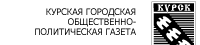 КУРСКАЯ ГОРОДСКАЯ
ОБЩЕСТВЕННО-
ПОЛИТИЧЕСКАЯ ГАЗЕТА
КУРСК